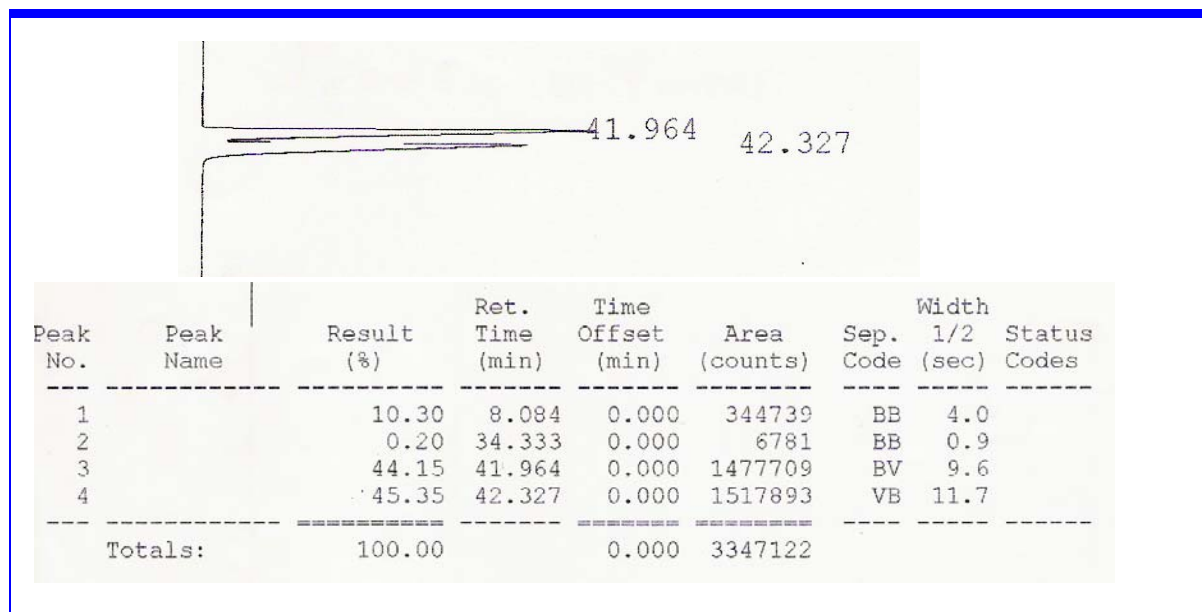 41.964 42.327
Ret. Time Width
Peak Peak Result Time Offset Area Sep. 1/2 Status
No. Name (%) (min) (min) (counts) Code (sec) Codes
--- ------------ ---------- ------- ------- -------- ---- ----- ------
1 10.30 8.084 0.000 344739 BB 4.0
2 0.20 34.333 0.000 6781 BB 0.9
3 44.15 41.964 0.000 1477709 BV 9.6
4 45.35 42.327 0.000 1517893 VB 11.7
--- ------------ ========== ------- ======= ======== ---- ----- ------
Totals: 100.00 0.000 3347122